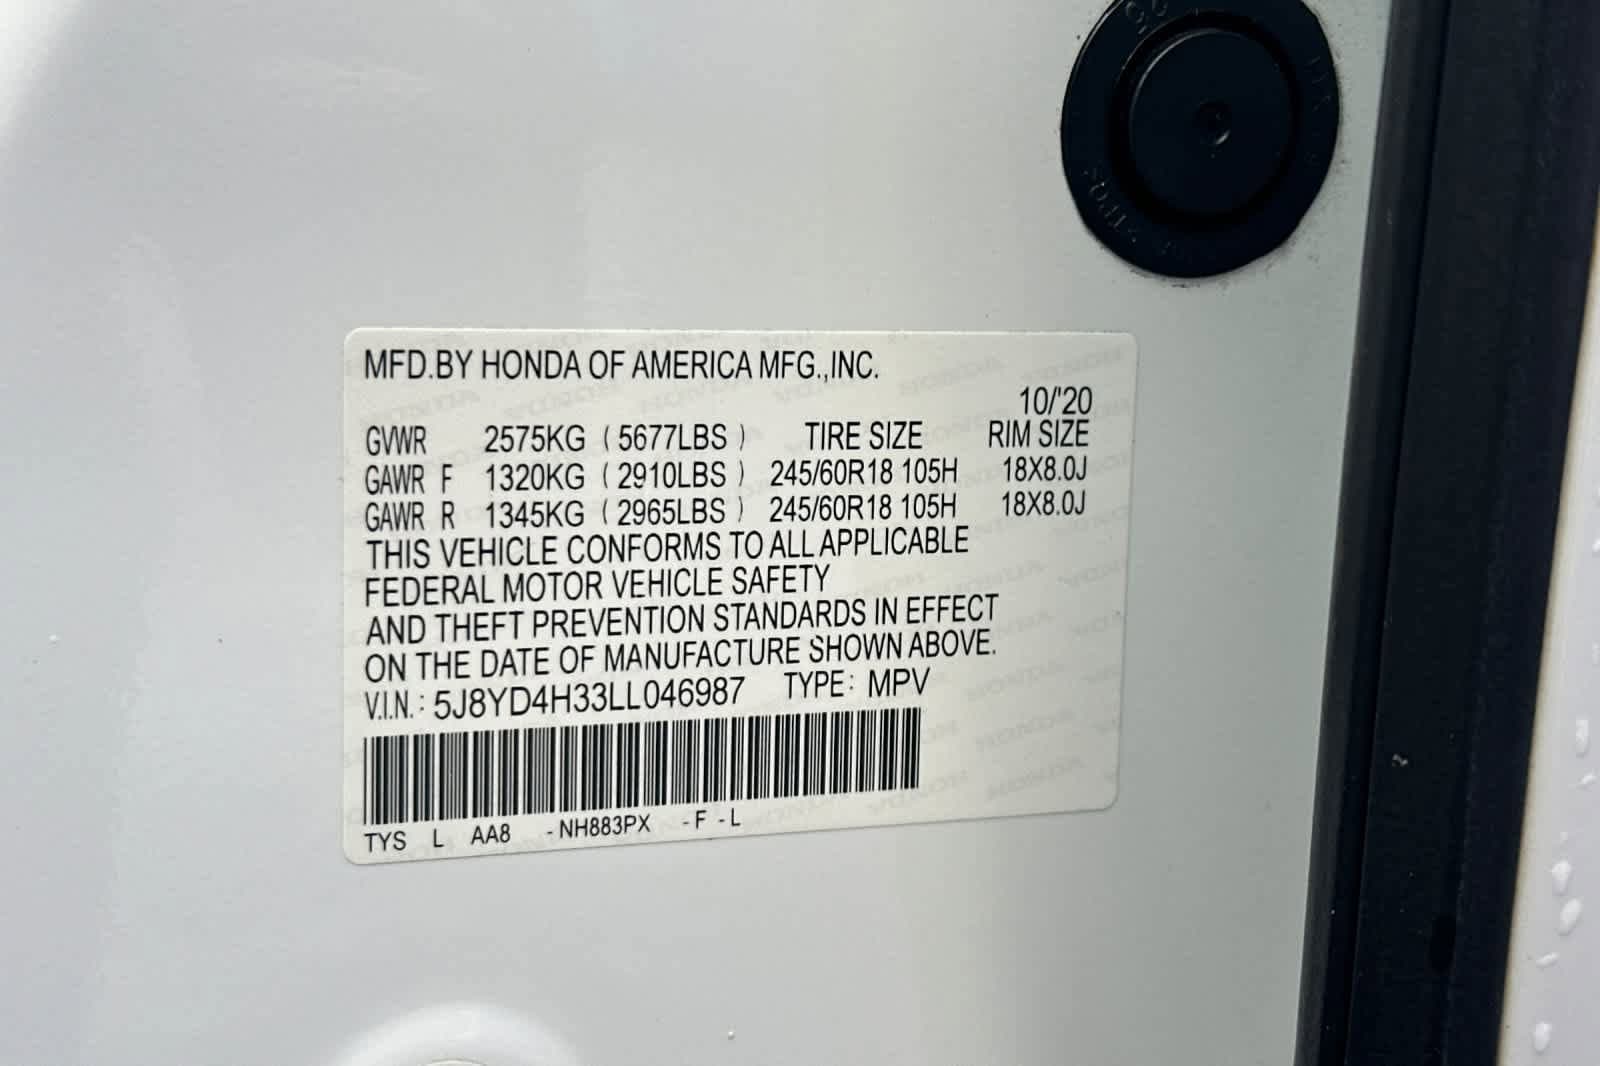 MFD.BY HONDA OF AMERICA MFG.,INC.
10/'20
GVWR 2575KG ( 5677LBS ) TIRE SIZE RIM SIZE
GAWR F 1320KG ( 2910LBS ) 245/60R18 105H 18X8.0J
GAWR R 1345KG ( 2965LBS ) 245/60R18 105H 18X8.0J
THIS VEHICLE CONFORMS TO ALL APPLICABLE
FEDERAL MOTOR VEHICLE SAFETY
AND THEFT PREVENTION STANDARDS IN EFFECT
ON THE DATE OF MANUFACTURE SHOWN ABOVE.
V.I.N.: 5J8YD4H33LL046987 TYPE: MPV
TYS L AA8 -NH883PX -F -L